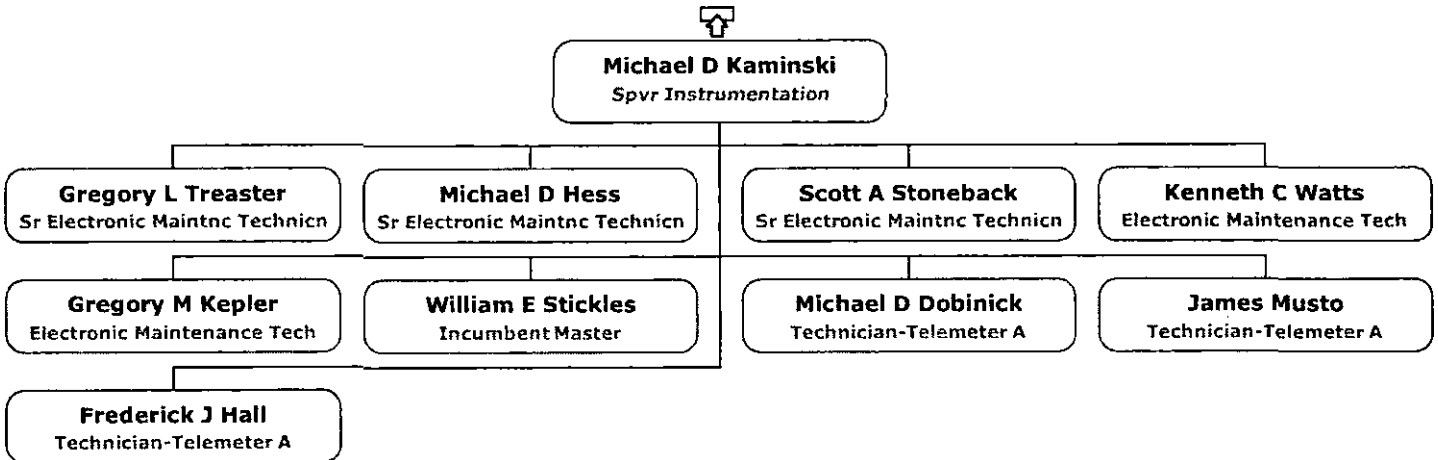 Michael D Kaminski
Spvr Instrumentation
Gregory L Treaster
Sr Electronic Maintnc Technicn
Michael D Hess
Sr Electronic Maintnc Technicn
Scott A Stoneback
Sr Electronic Maintnc Technicn
Kenneth C Watts
Electronic Maintenance Tech
Gregory M Kepler
Electronic Maintenance Tech
William E Stickles
Incumbent Master
Michael D Dobinick
Technician-Telemeter A
James Musto
Technician-Telemeter A
Frederick J Hall
Technician-Telemeter A